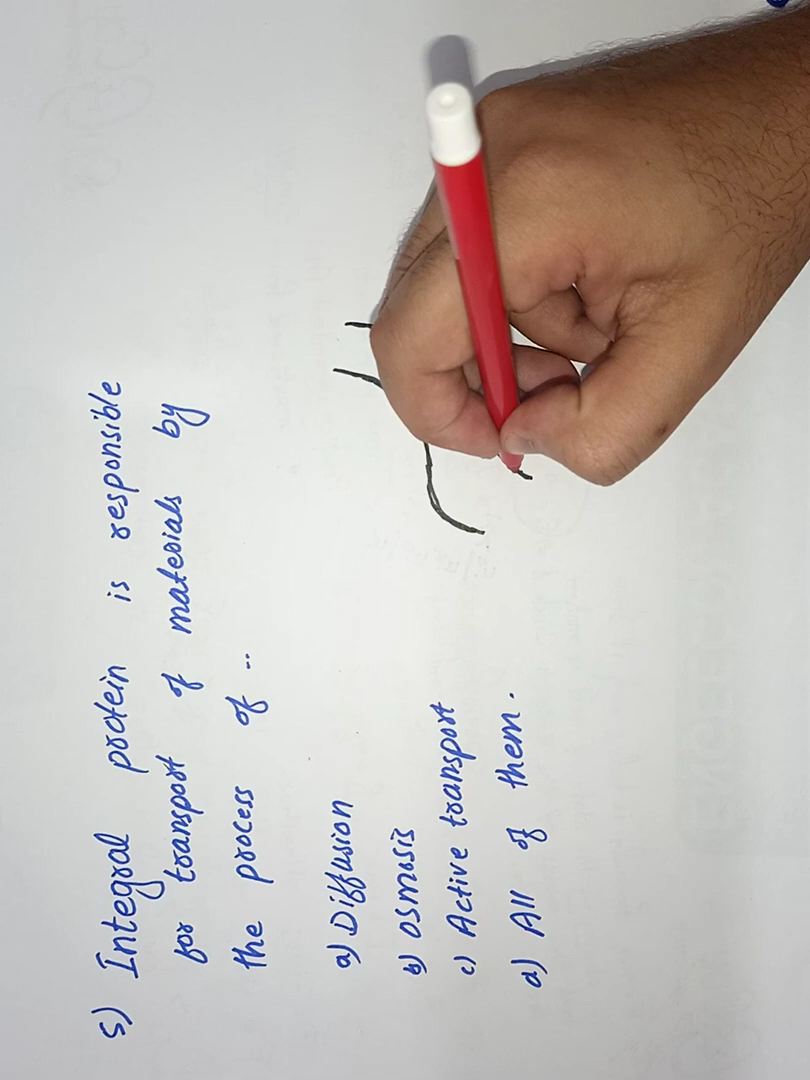 5) Integral protein is responsible
for transport of materials by
the process of ..
a) Diffusion
b) osmosis
c) Active transport
d) All of them.